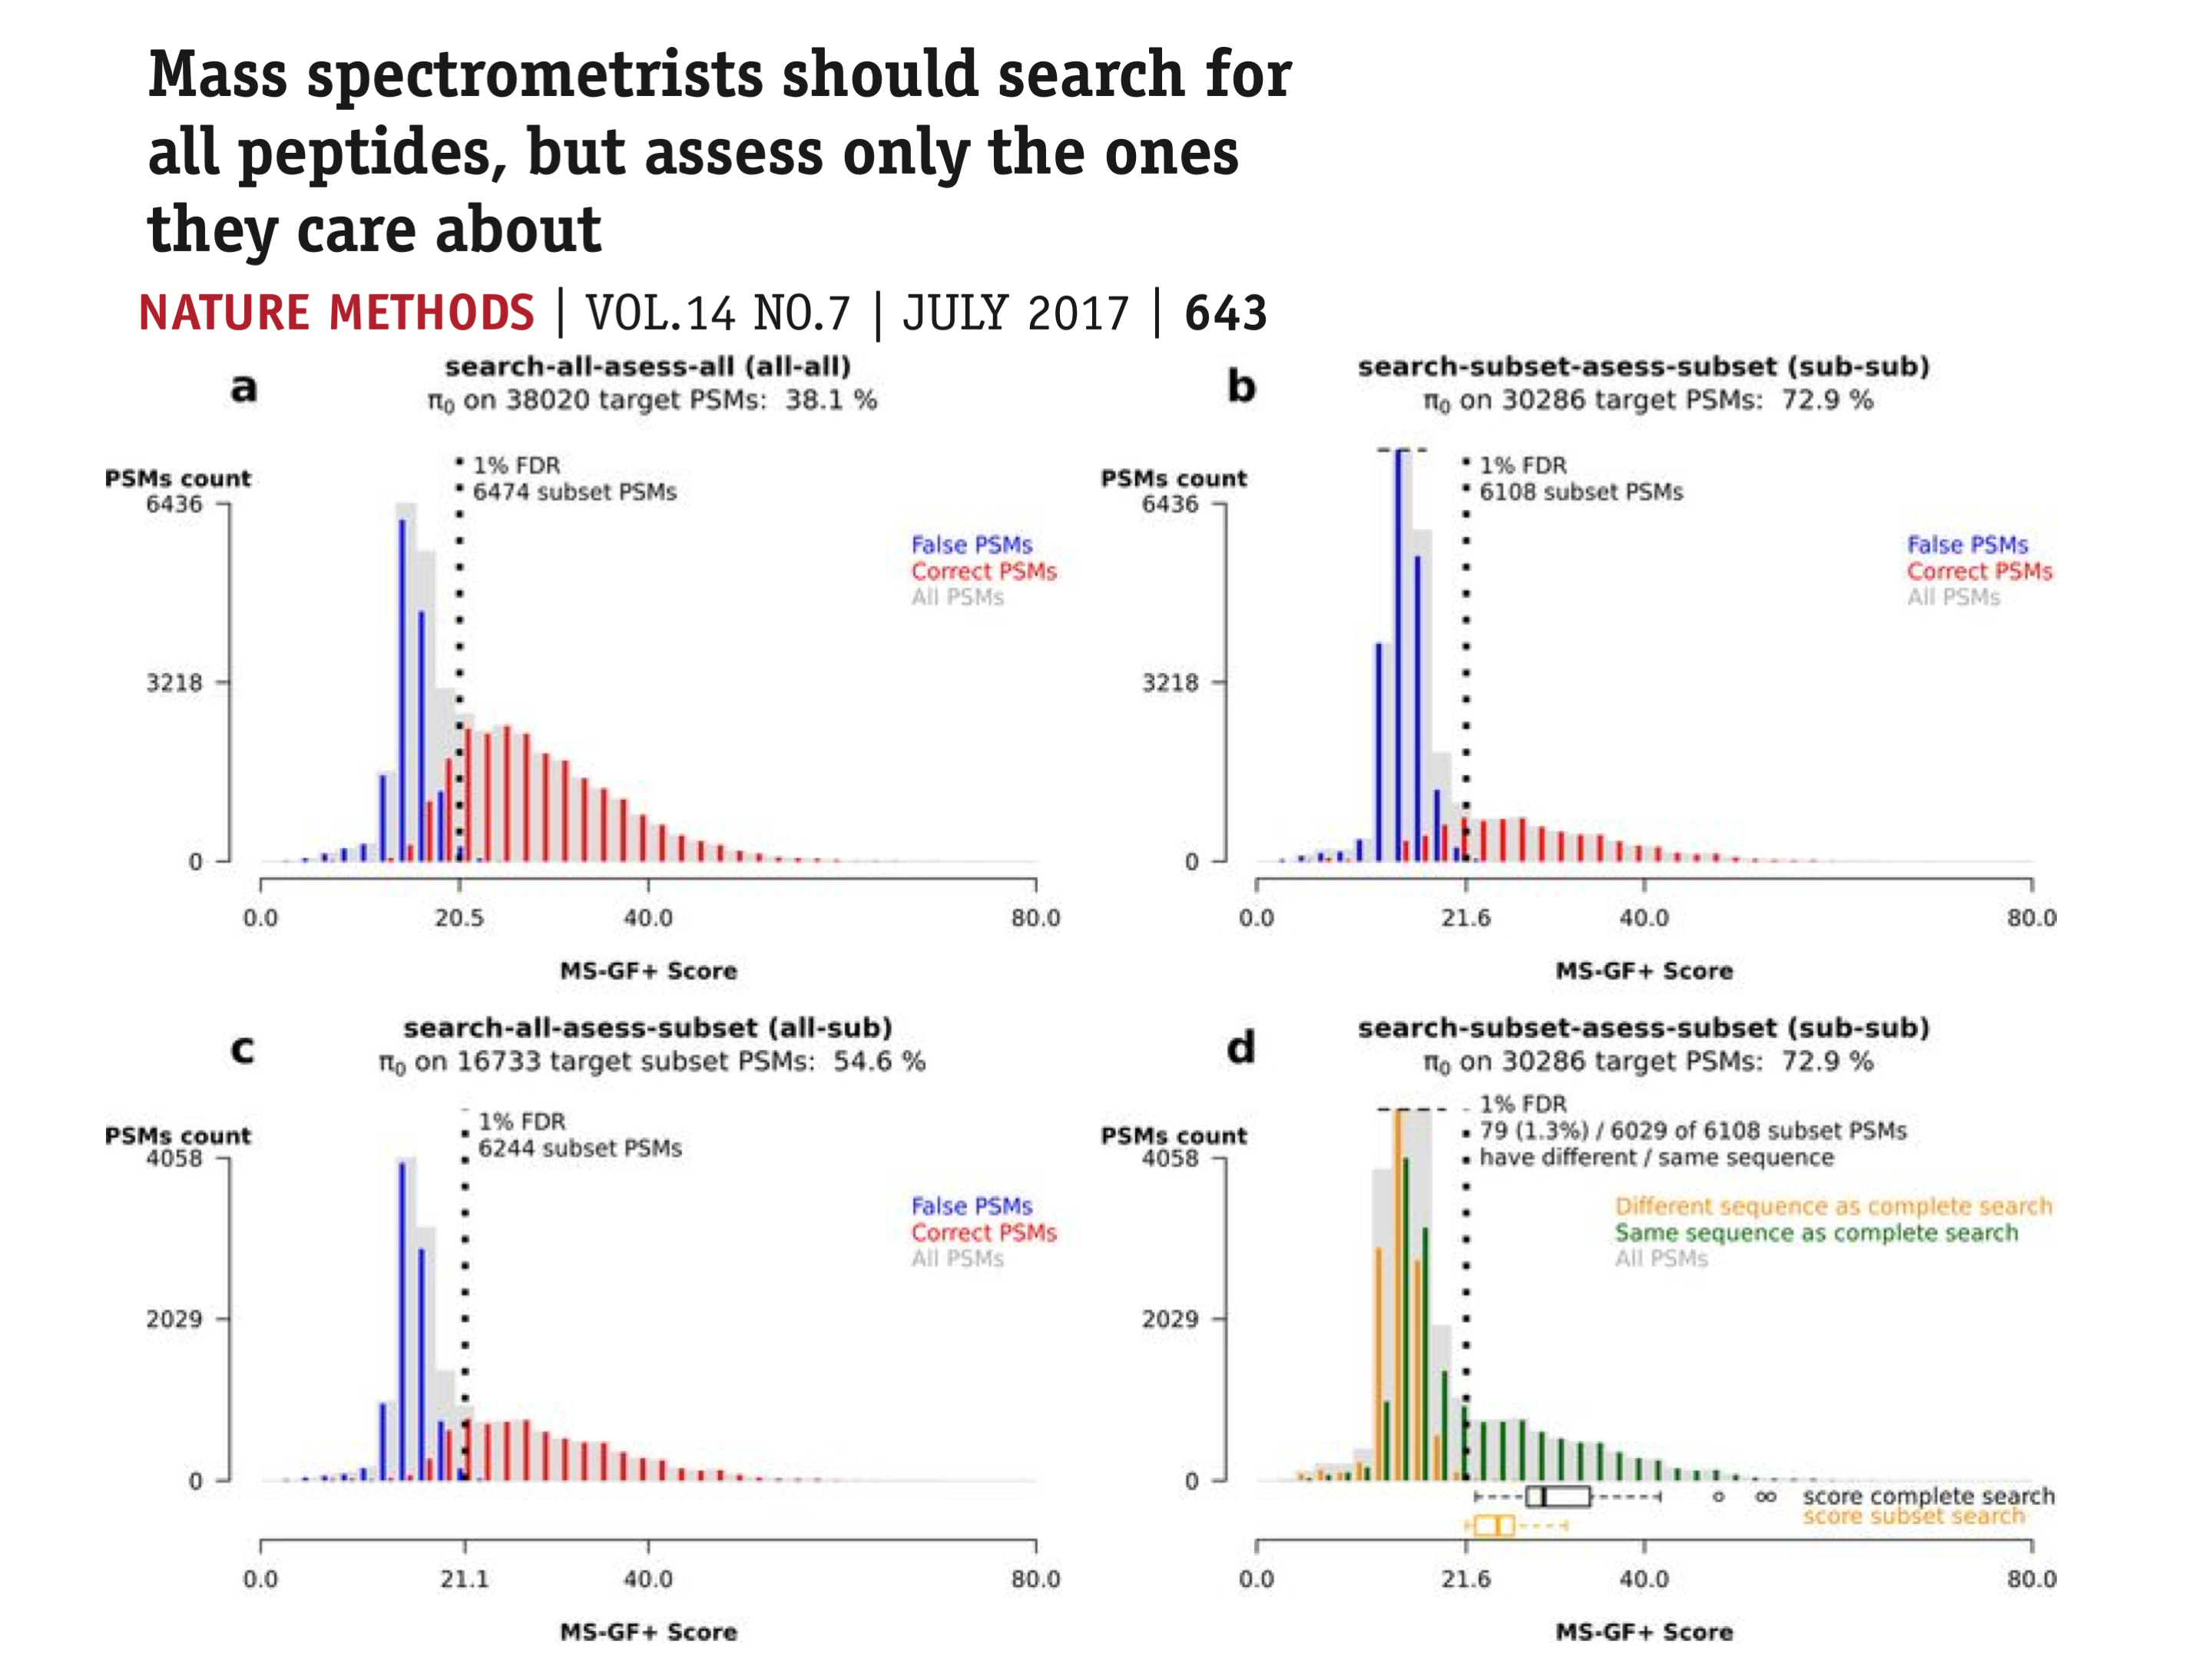 Mass spectrometrists should search for
all peptides, but assess only the ones
they care about
NATURE METHODS | VOL.14 NO.7 | JULY 2017 | 643
a
search-all-asess-all (all-all)
π0 on 38020 target PSMs: 38.1 %
PSMs count
6436
3218
0
1% FDR
6474 subset PSMs
False PSMs
Correct PSMs
All PSMs
0.0 20.5 40.0 80.0
MS-GF+ Score
b
search-subset-asess-subset (sub-sub)
π0 on 30286 target PSMs: 72.9 %
PSMs count
6436
3218
0
1% FDR
6108 subset PSMs
False PSMs
Correct PSMs
All PSMs
0.0 21.6 40.0 80.0
MS-GF+ Score
c
search-all-asess-subset (all-sub)
π0 on 16733 target subset PSMs: 54.6 %
PSMs count
4058
2029
0
1% FDR
6244 subset PSMs
False PSMs
Correct PSMs
All PSMs
0.0 21.1 40.0 80.0
MS-GF+ Score
d
search-subset-asess-subset (sub-sub)
π0 on 30286 target PSMs: 72.9 %
PSMs count
4058
2029
0
1% FDR
79 (1.3%) / 6029 of 6108 subset PSMs
have different / same sequence
Different sequence as complete search
Same sequence as complete search
All PSMs
score complete search
score subset search
0.0 21.6 40.0 80.0
MS-GF+ Score